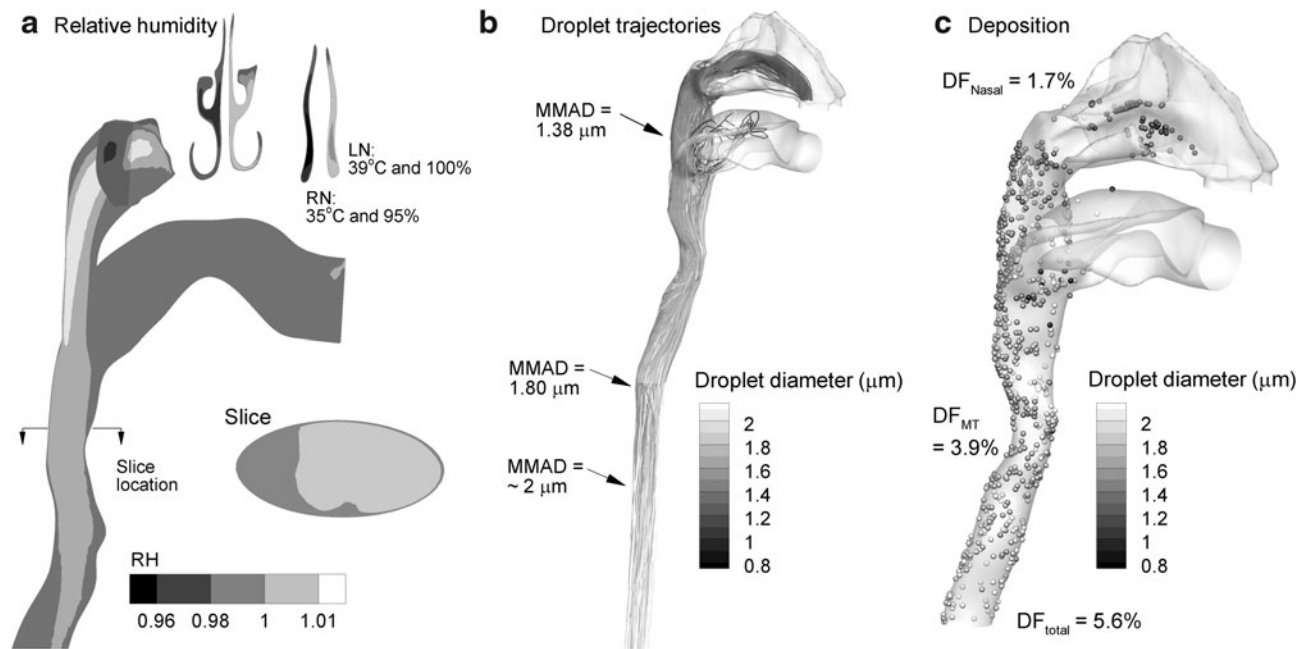 a Relative humidity
LN:
39°C and 100%
RN:
35°C and 95%
Slice
location
Slice
RH
0.96 0.98 1 1.01
b Droplet trajectories
MMAD =
1.38 µm
MMAD =
1.80 µm
MMAD =
~ 2 µm
Droplet diameter (µm)
2
1.8
1.6
1.4
1.2
1
0.8
c Deposition
DFNasal = 1.7%
DFMT
= 3.9%
DFtotal = 5.6%
Droplet diameter (µm)
2
1.8
1.6
1.4
1.2
1
0.8